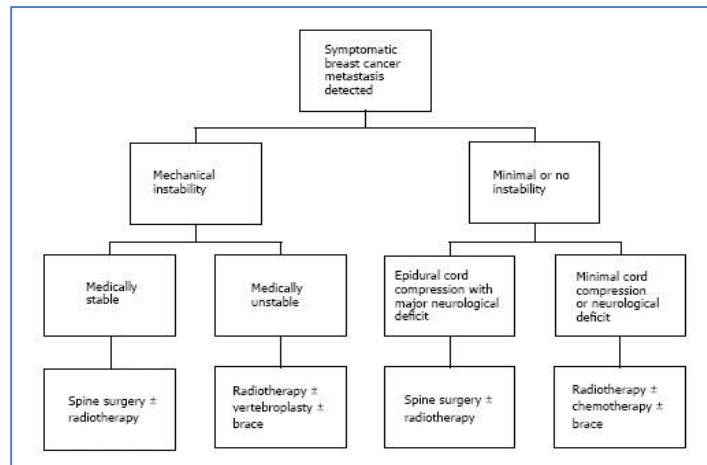 Symptomatic
breast cancer
metastasis
detected
Mechanical
instability
Minimal or no
instability
Medically
stable
Medically
unstable
Epidural cord
compression with
major neurological
deficit
Minimal cord
compression
or neurological
deficit
Spine surgery ±
radiotherapy
Radiotherapy ±
vertebroplasty ±
brace
Spine surgery ±
radiotherapy
Radiotherapy ±
chemotherapy ±
brace